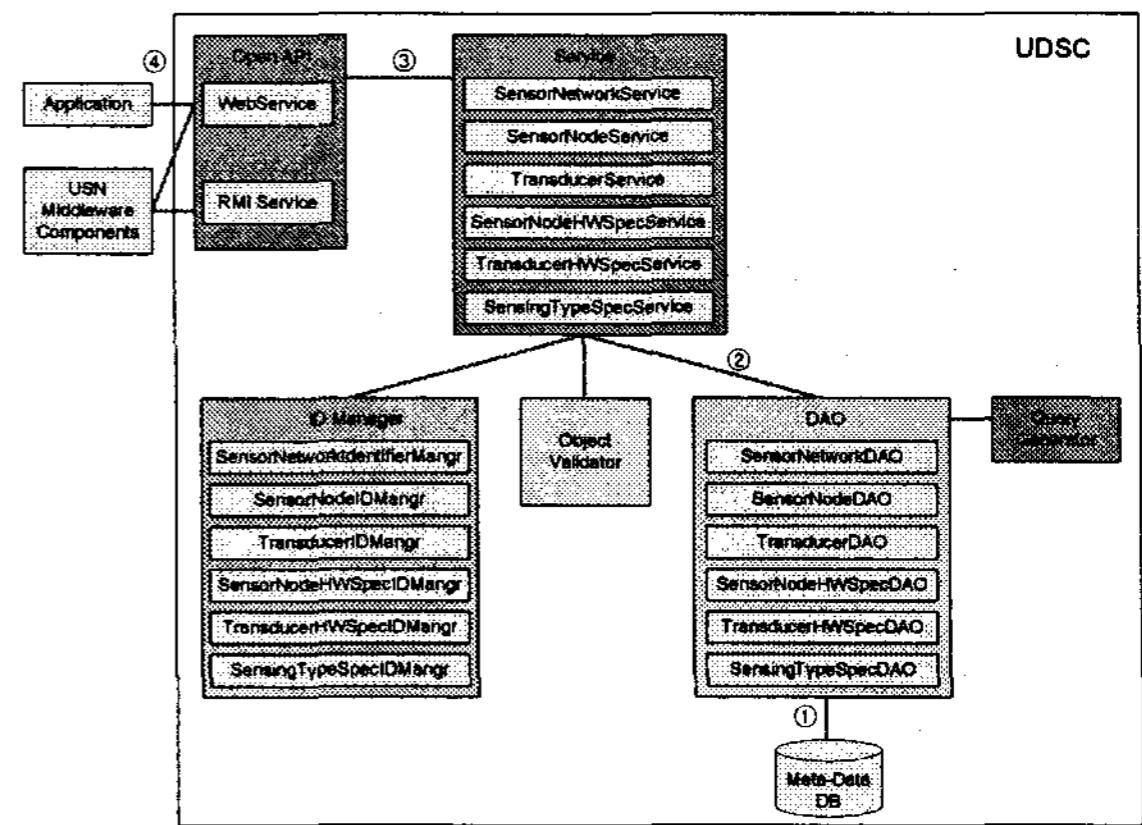 UDSC
④
Open API
③
Service
Application
WebService
SensorNetworkService
SensorNodeService
USN
Middleware
Components
RMI Service
TransducerService
SensorNodeHWSpecService
TransducerHWSpecService
SensingTypeSpecService
②
ID Manager
SensorNetworkIdentifierMangr
SensorNodeIDMangr
TransducerIDMangr
SensorNodeHWSpecIDMangr
TransducerHWSpecIDMangr
SensingTypeSpecIDMangr
Object
Validator
DAO
SensorNetworkDAO
SensorNodeDAO
TransducerDAO
SensorNodeHWSpecDAO
TransducerHWSpecDAO
SensingTypeSpecDAO
Query
Generator
①
Meta-Data
DB